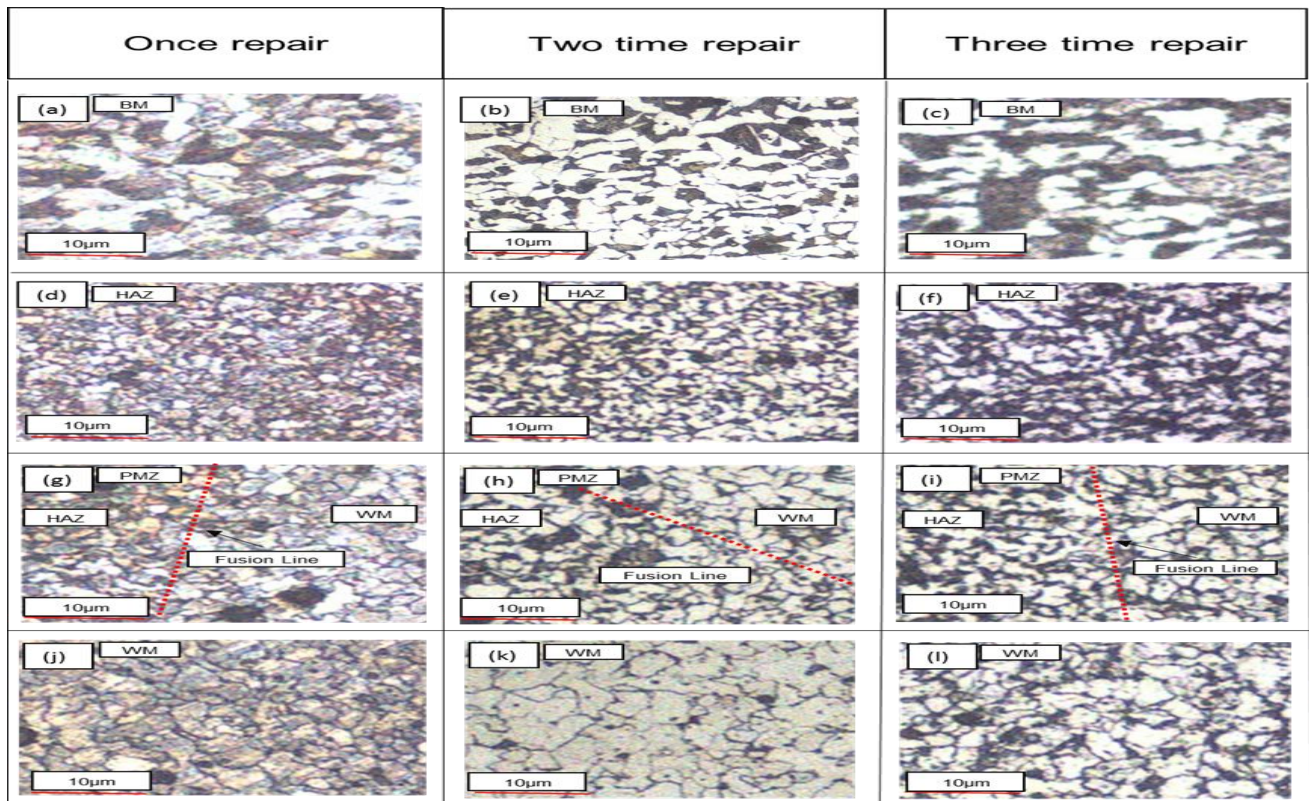 Once repair
Two time repair
Three time repair
(a) BM
10µm
(b) BM
10µm
(c) BM
10µm
(d) HAZ
10µm
(e) HAZ
10µm
(f) HAZ
10µm
(g) PMZ
HAZ
WM
Fusion Line
10µm
(h) PMZ
HAZ
WM
Fusion Line
10µm
(i) PMZ
HAZ
WM
Fusion Line
10µm
(j) WM
10µm
(k) WM
10µm
(l) WM
10µm